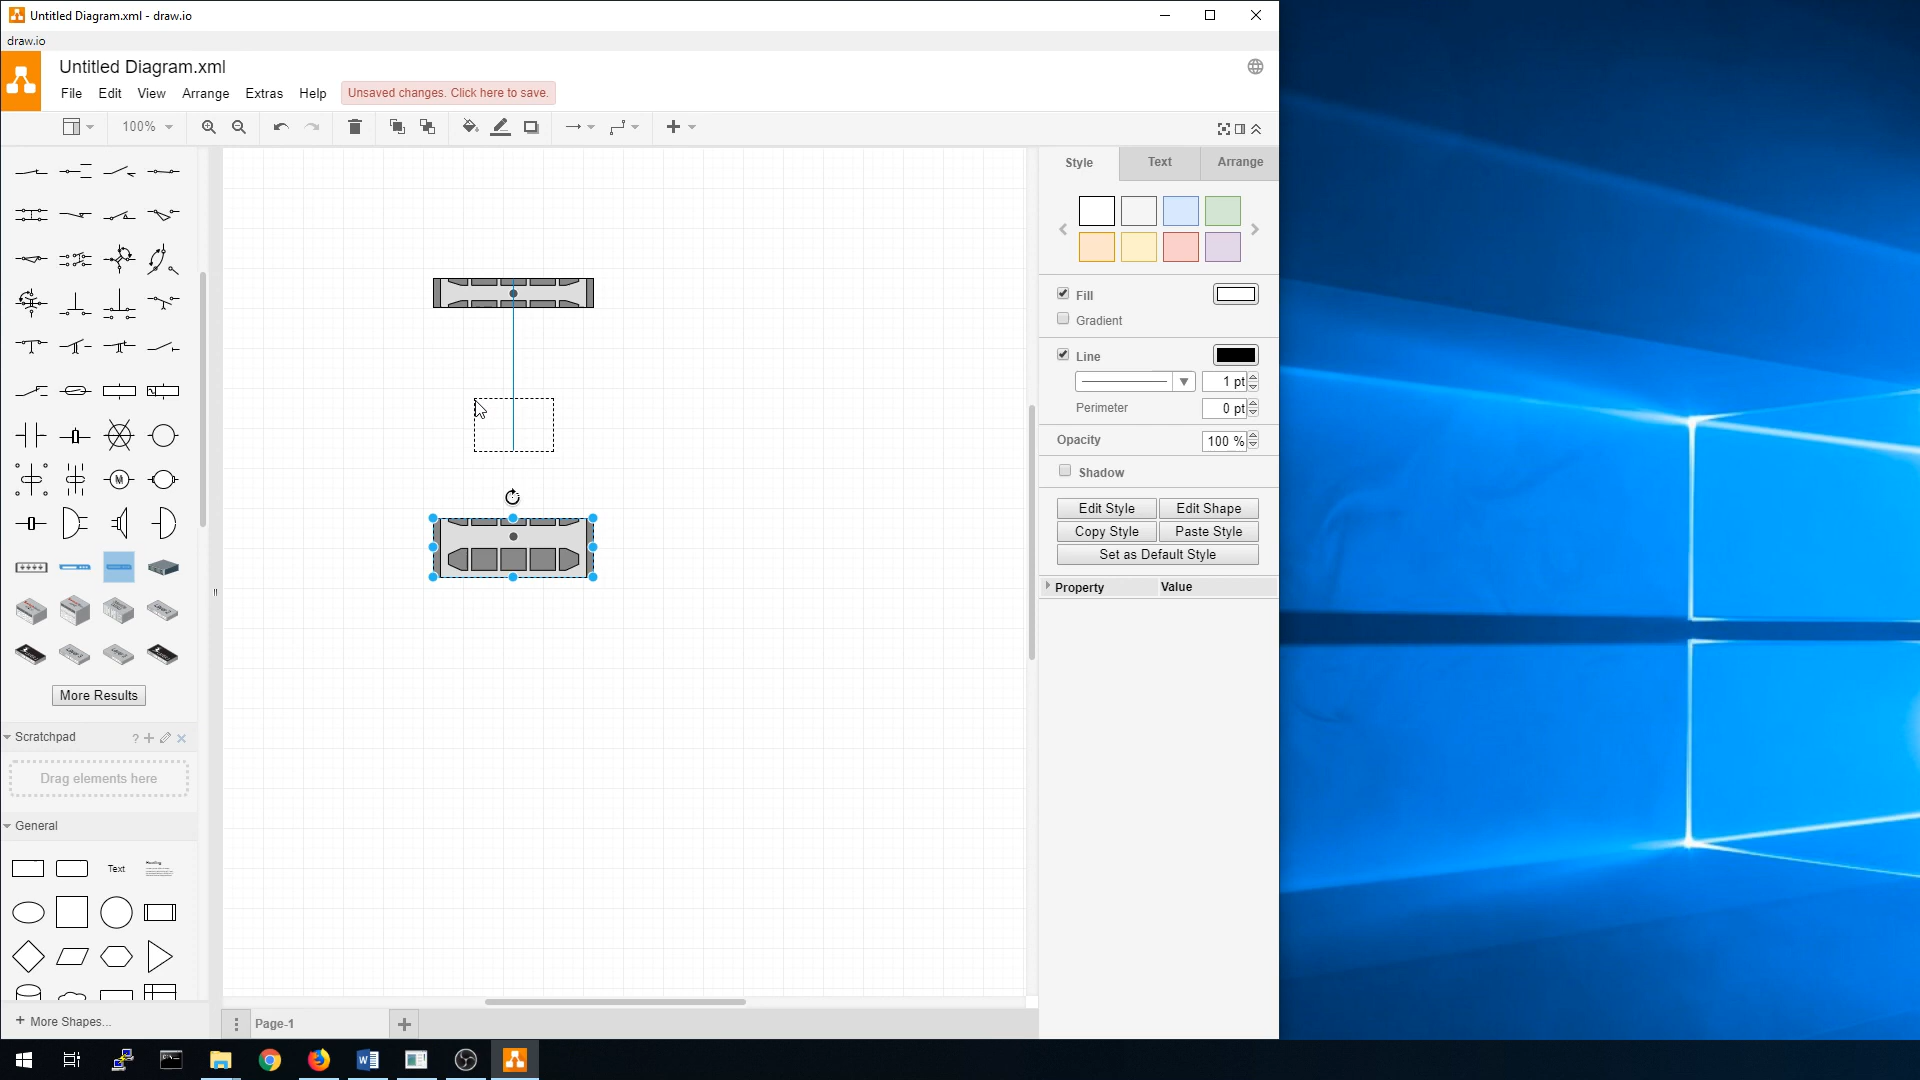 Untitled Diagram.xml - draw.io
draw.io
Untitled Diagram.xml
File Edit View Arrange Extras Help Unsaved changes. Click here to save.
100%
Style Text Arrange
Fill
Gradient
Line
1 pt
Perimeter 0 pt
Opacity 100 %
Shadow
Edit Style Edit Shape
Copy Style Paste Style
Set as Default Style
Property Value
M
More Results
Scratchpad ?
Drag elements here
General
Text Heading
+ More Shapes...
Page-1